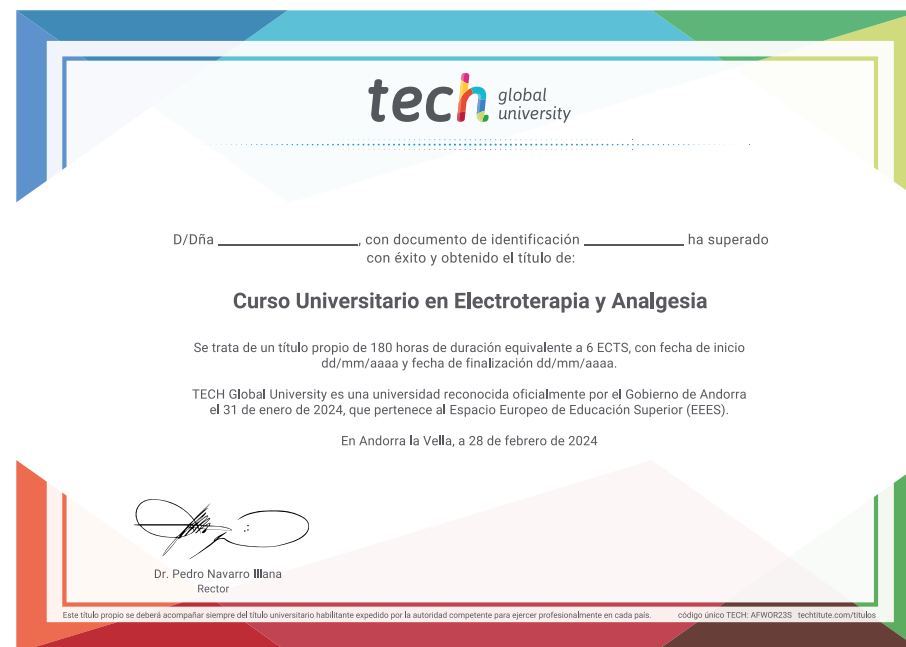 tech global university
D/Dña ____________________, con documento de identificación ______________ ha superado
con éxito y obtenido el título de:
Curso Universitario en Electroterapia y Analgesia
Se trata de un título propio de 180 horas de duración equivalente a 6 ECTS, con fecha de inicio
dd/mm/aaaa y fecha de finalización dd/mm/aaaa.
TECH Global University es una universidad reconocida oficialmente por el Gobierno de Andorra
el 31 de enero de 2024, que pertenece al Espacio Europeo de Educación Superior (EEES).
En Andorra la Vella, a 28 de febrero de 2024
Dr. Pedro Navarro Illana
Rector
Este título propio se deberá acompañar siempre del título universitario habilitante expedido por la autoridad competente para ejercer profesionalmente en cada país. código único TECH: AFWOR23S techtitute.com/titulos